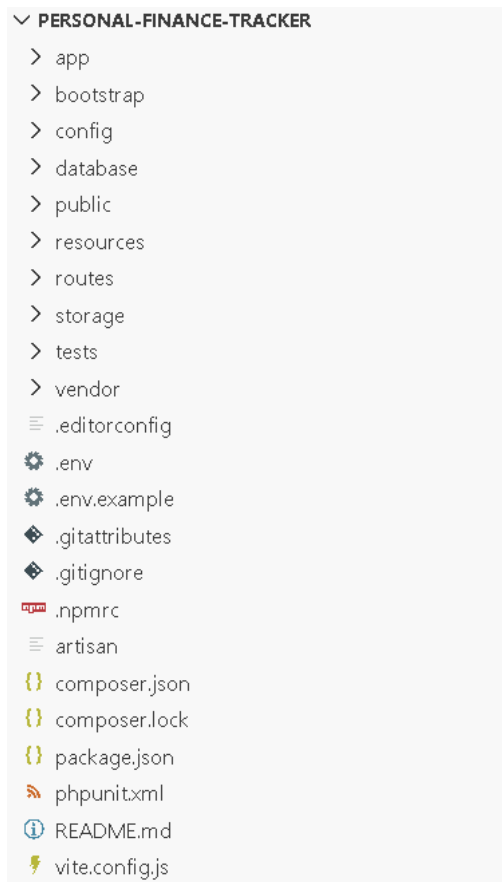 PERSONAL-FINANCE-TRACKER
app
bootstrap
config
database
public
resources
routes
storage
tests
vendor
.editorconfig
.env
.env.example
.gitattributes
.gitignore
npm .npmrc
artisan
{} composer.json
{} composer.lock
{} package.json
phpunit.xml
README.md
vite.config.js